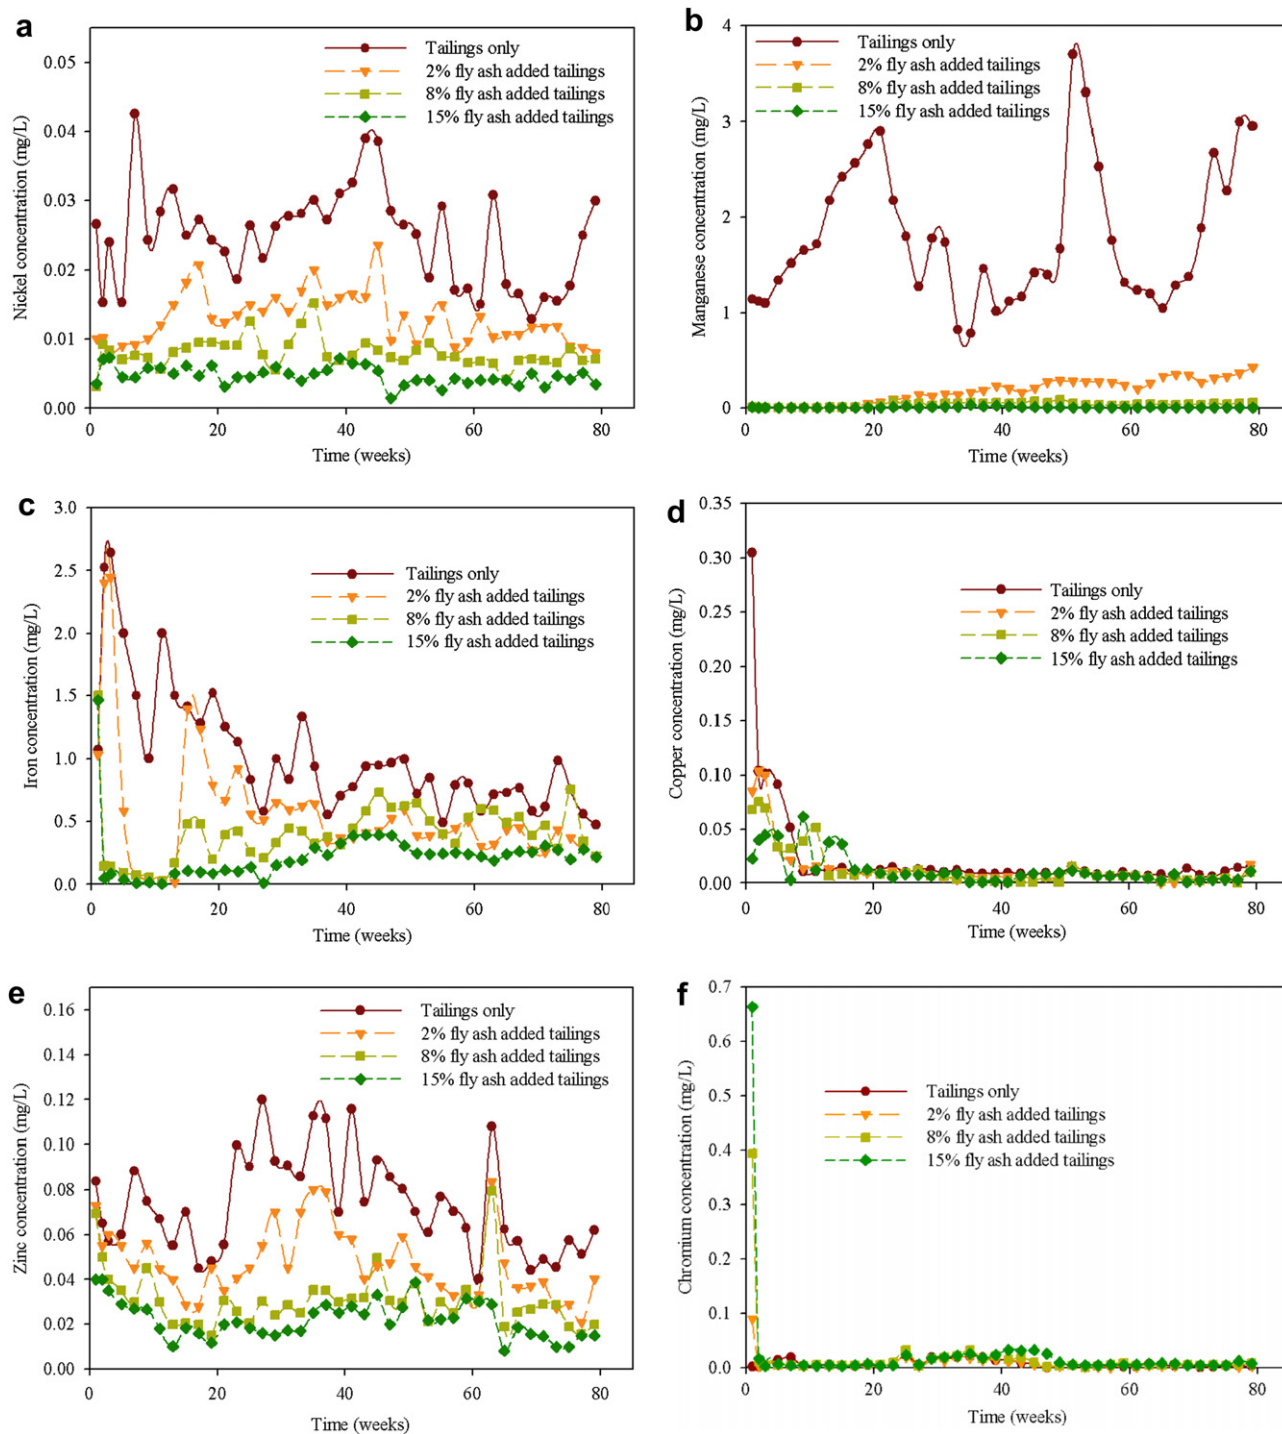 a
Nickel concentration (mg/L)
0.05
0.04
0.03
0.02
0.01
0.00
Tailings only
2% fly ash added tailings
8% fly ash added tailings
15% fly ash added tailings
0 20 40 60 80
Time (weeks)
b
Manganese concentration (mg/L)
4
3
2
1
0
Tailings only
2% fly ash added tailings
8% fly ash added tailings
15% fly ash added tailings
0 20 40 60 80
Time (weeks)
c
Iron concentration (mg/L)
3.0
2.5
2.0
1.5
1.0
0.5
0.0
Tailings only
2% fly ash added tailings
8% fly ash added tailings
15% fly ash added tailings
0 20 40 60 80
Time (weeks)
d
Copper concentration (mg/L)
0.35
0.30
0.25
0.20
0.15
0.10
0.05
0.00
Tailings only
2% fly ash added tailings
8% fly ash added tailings
15% fly ash added tailings
0 20 40 60 80
Time (weeks)
e
Zinc concentration (mg/L)
0.16
0.14
0.12
0.10
0.08
0.06
0.04
0.02
0.00
Tailings only
2% fly ash added tailings
8% fly ash added tailings
15% fly ash added tailings
0 20 40 60 80
Time (weeks)
f
Chromium concentration (mg/L)
0.7
0.6
0.5
0.4
0.3
0.2
0.1
0.0
Tailings only
2% fly ash added tailings
8% fly ash added tailings
15% fly ash added tailings
0 20 40 60 80
Time (weeks)